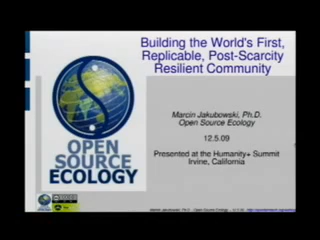 Building the World's First,
Replicable, Post-Scarcity
Resilient Community
Marcin Jakubowski, Ph.D.
Open Source Ecology
12.5.09
Presented at the Humanity+ Summit
Irvine, California
OPEN
SOURCE
ECOLOGY